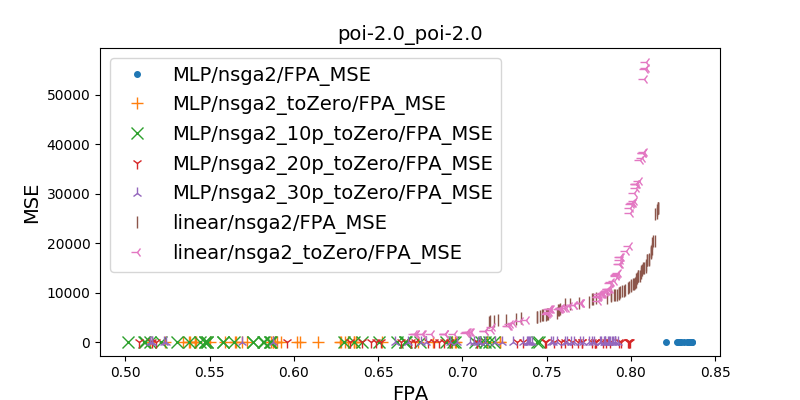 poi-2.0_poi-2.0
MLP/nsga2/FPA_MSE
MLP/nsga2_toZero/FPA_MSE
MLP/nsga2_10p_toZero/FPA_MSE
MLP/nsga2_20p_toZero/FPA_MSE
MLP/nsga2_30p_toZero/FPA_MSE
linear/nsga2/FPA_MSE
linear/nsga2_toZero/FPA_MSE
MSE
50000
40000
30000
20000
10000
0
0.50 0.55 0.60 0.65 0.70 0.75 0.80 0.85
FPA